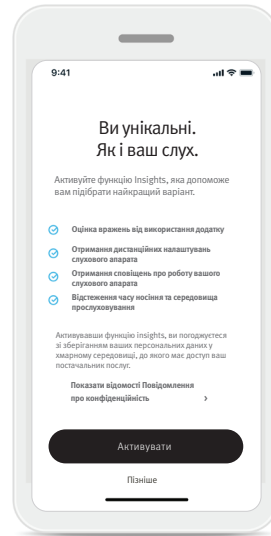 9:41
Ви унікальні.
Як і ваш слух.
Активуйте функцію Insights, яка допоможе
вам підібрати найкращий варіант.
Оцінка вражень від використання додатку
Отримання дистанційних налаштувань
слухового апарата
Отримання сповіщень про роботу вашого
слухового апарата
Відстеження часу носіння та середовища
прослуховування
Активувавши функцію insights, ви погоджуєтеся
зі зберіганням ваших персональних даних у
хмарному середовищі, до якого має доступ ваш
постачальник послуг.
Показати відомості Повідомлення
про конфіденційність
Активувати
Пізніше